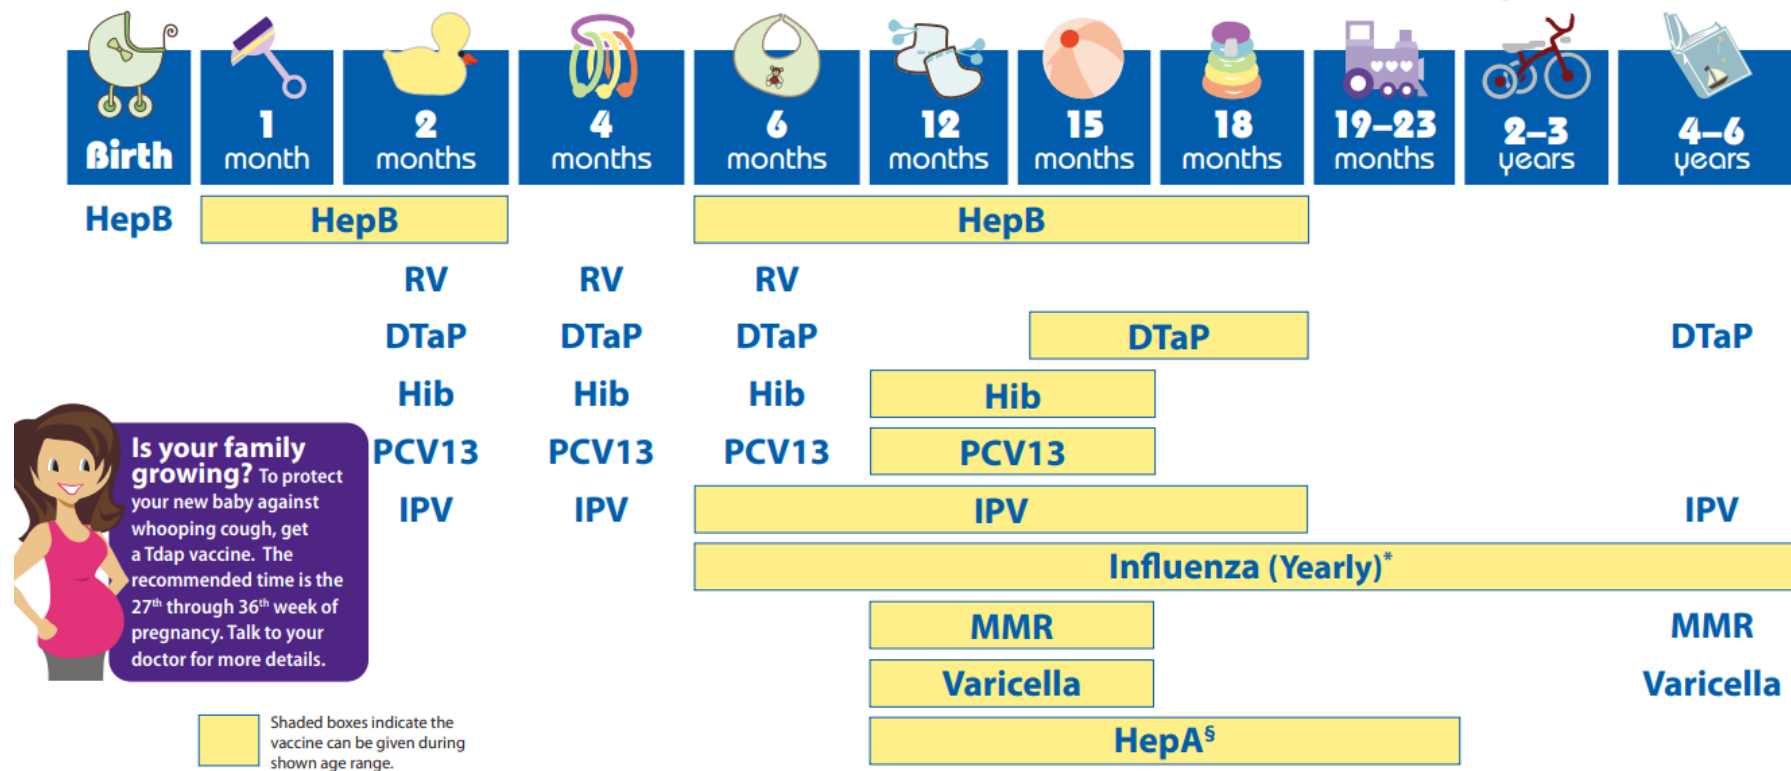 Birth
1
month
2
months
4
months
6
months
12
months
15
months
18
months
19–23
months
2–3
years
4–6
years
HepB HepB HepB
RV RV RV
DTaP DTaP DTaP DTaP DTaP
Hib Hib Hib Hib
PCV13 PCV13 PCV13 PCV13
IPV IPV IPV IPV
Influenza (Yearly)*
MMR MMR
Varicella Varicella
HepA§
Is your family
growing? To protect
your new baby against
whooping cough, get
a Tdap vaccine. The
recommended time is the
27th through 36th week of
pregnancy. Talk to your
doctor for more details.
Shaded boxes indicate the
vaccine can be given during
shown age range.